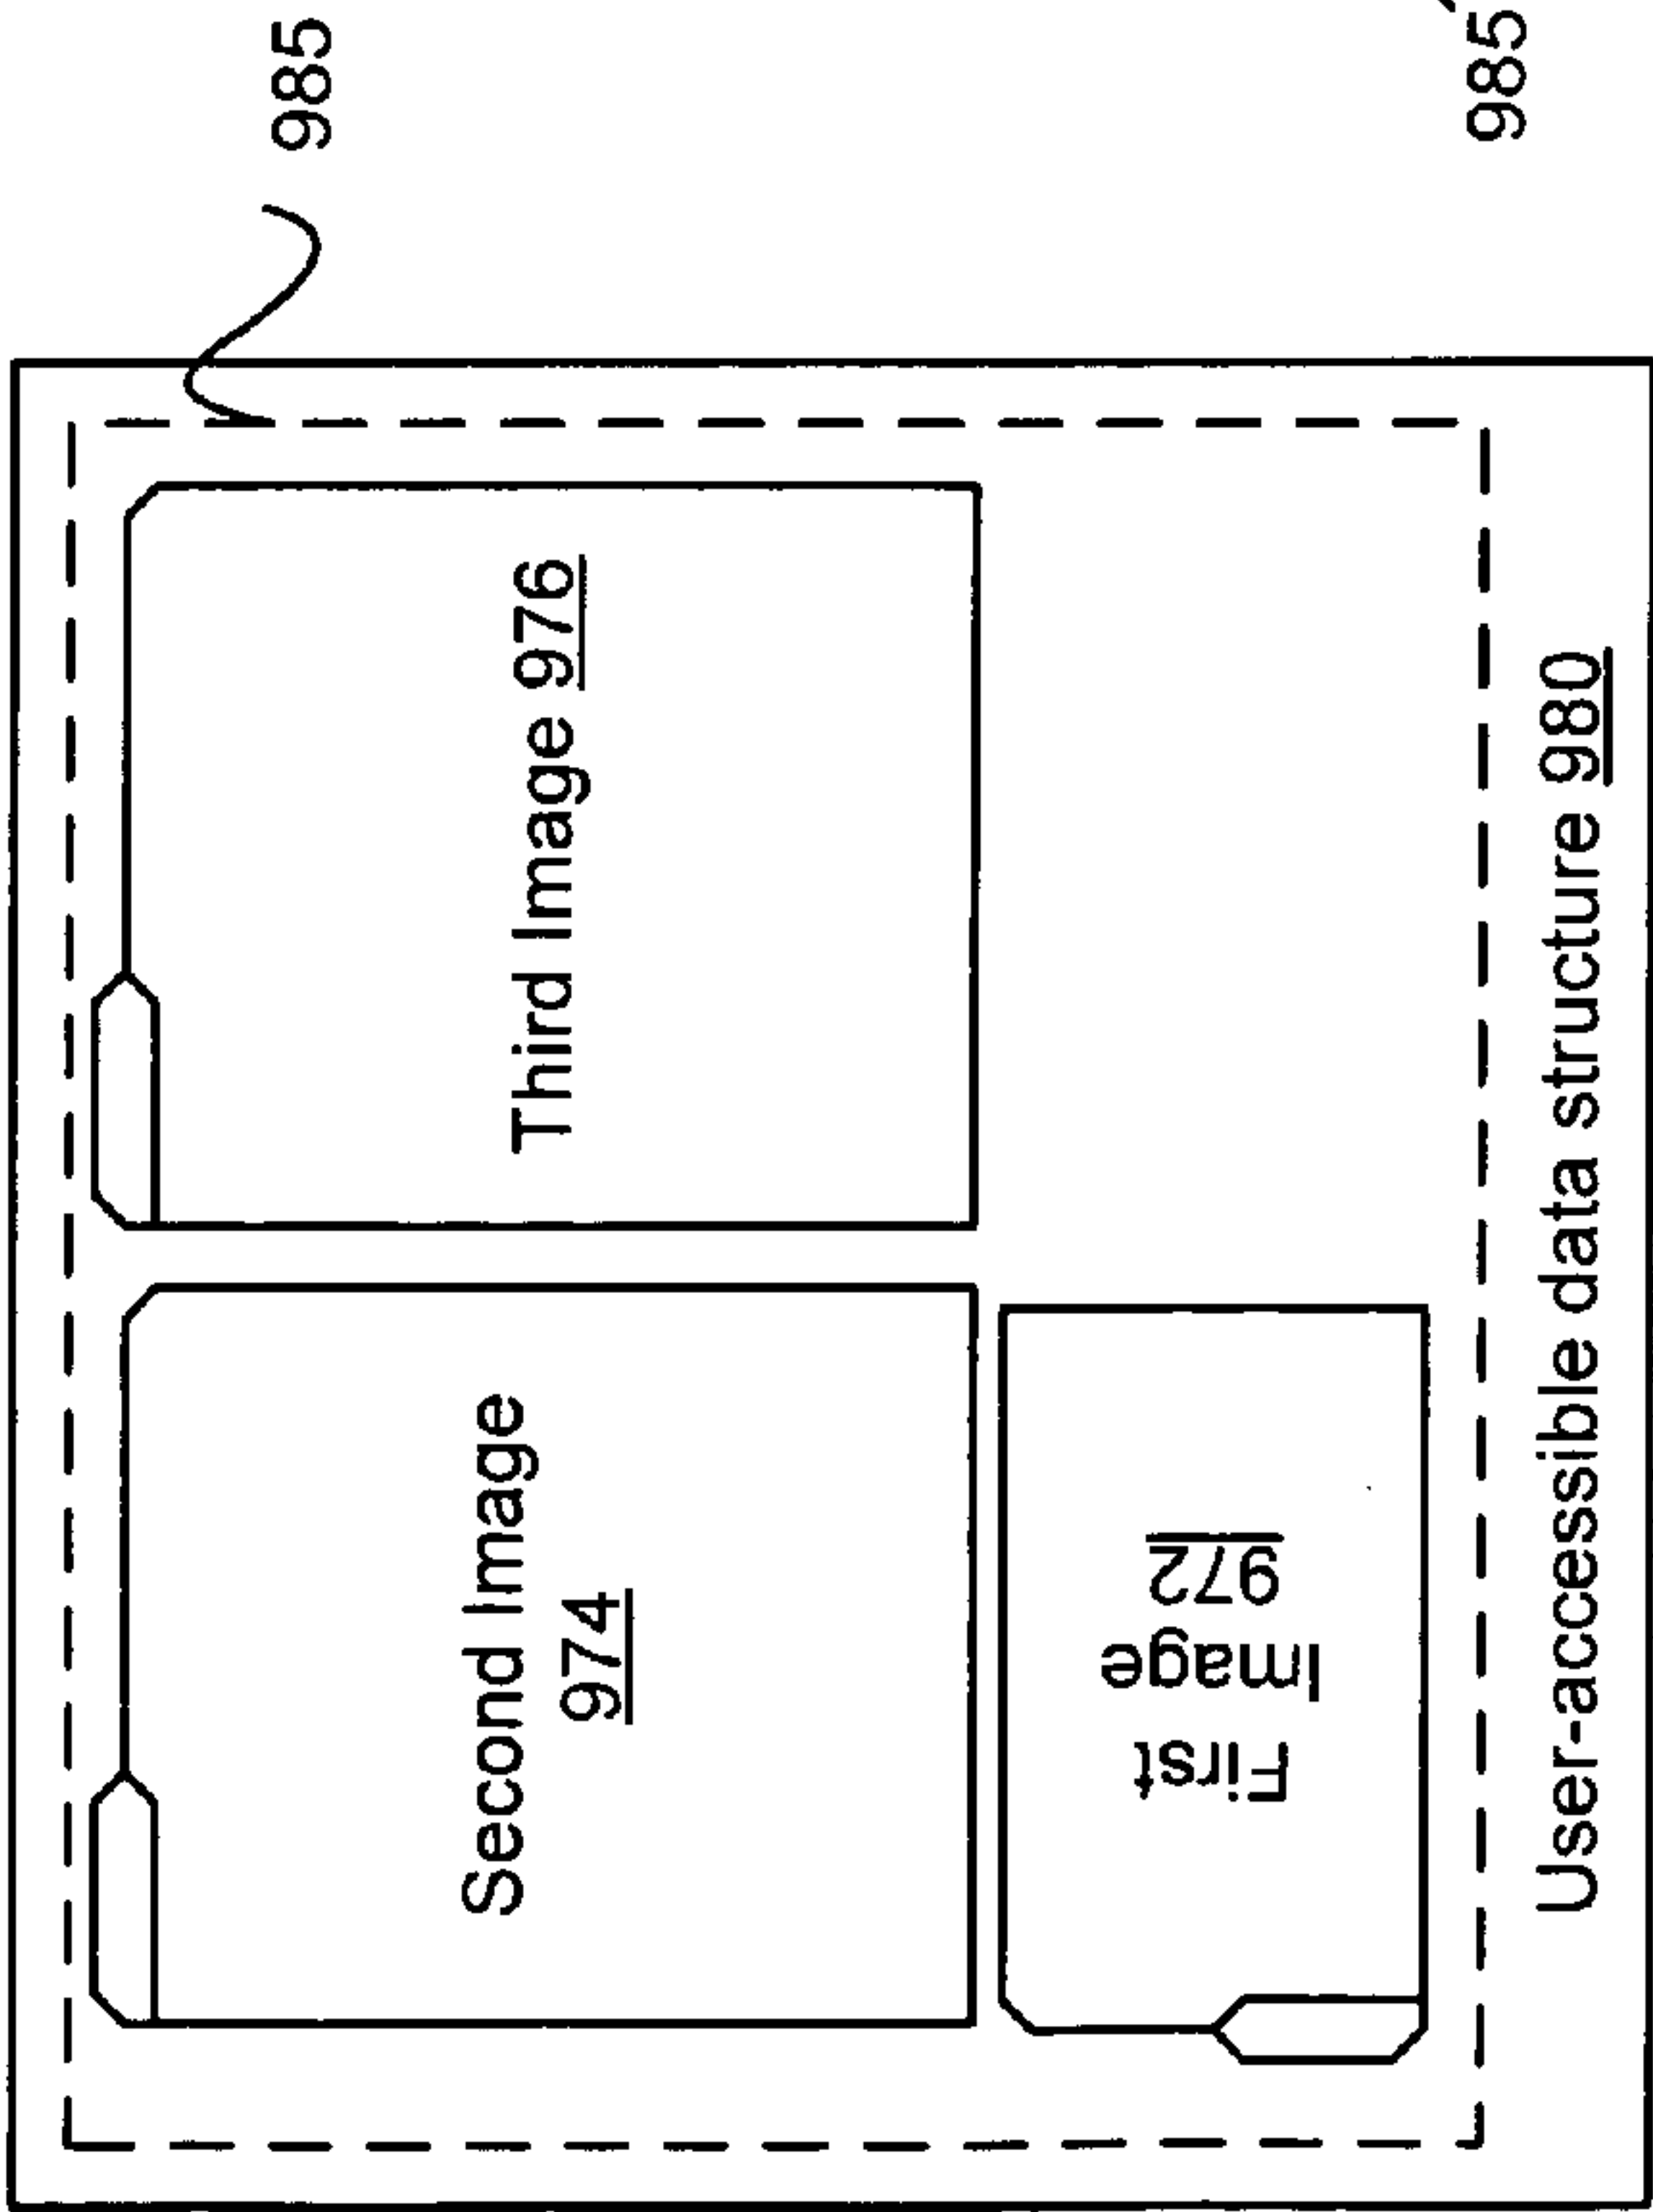 985
Second Image
974
Third Image 976
First
Image
972
User-accessible data structure 980
985